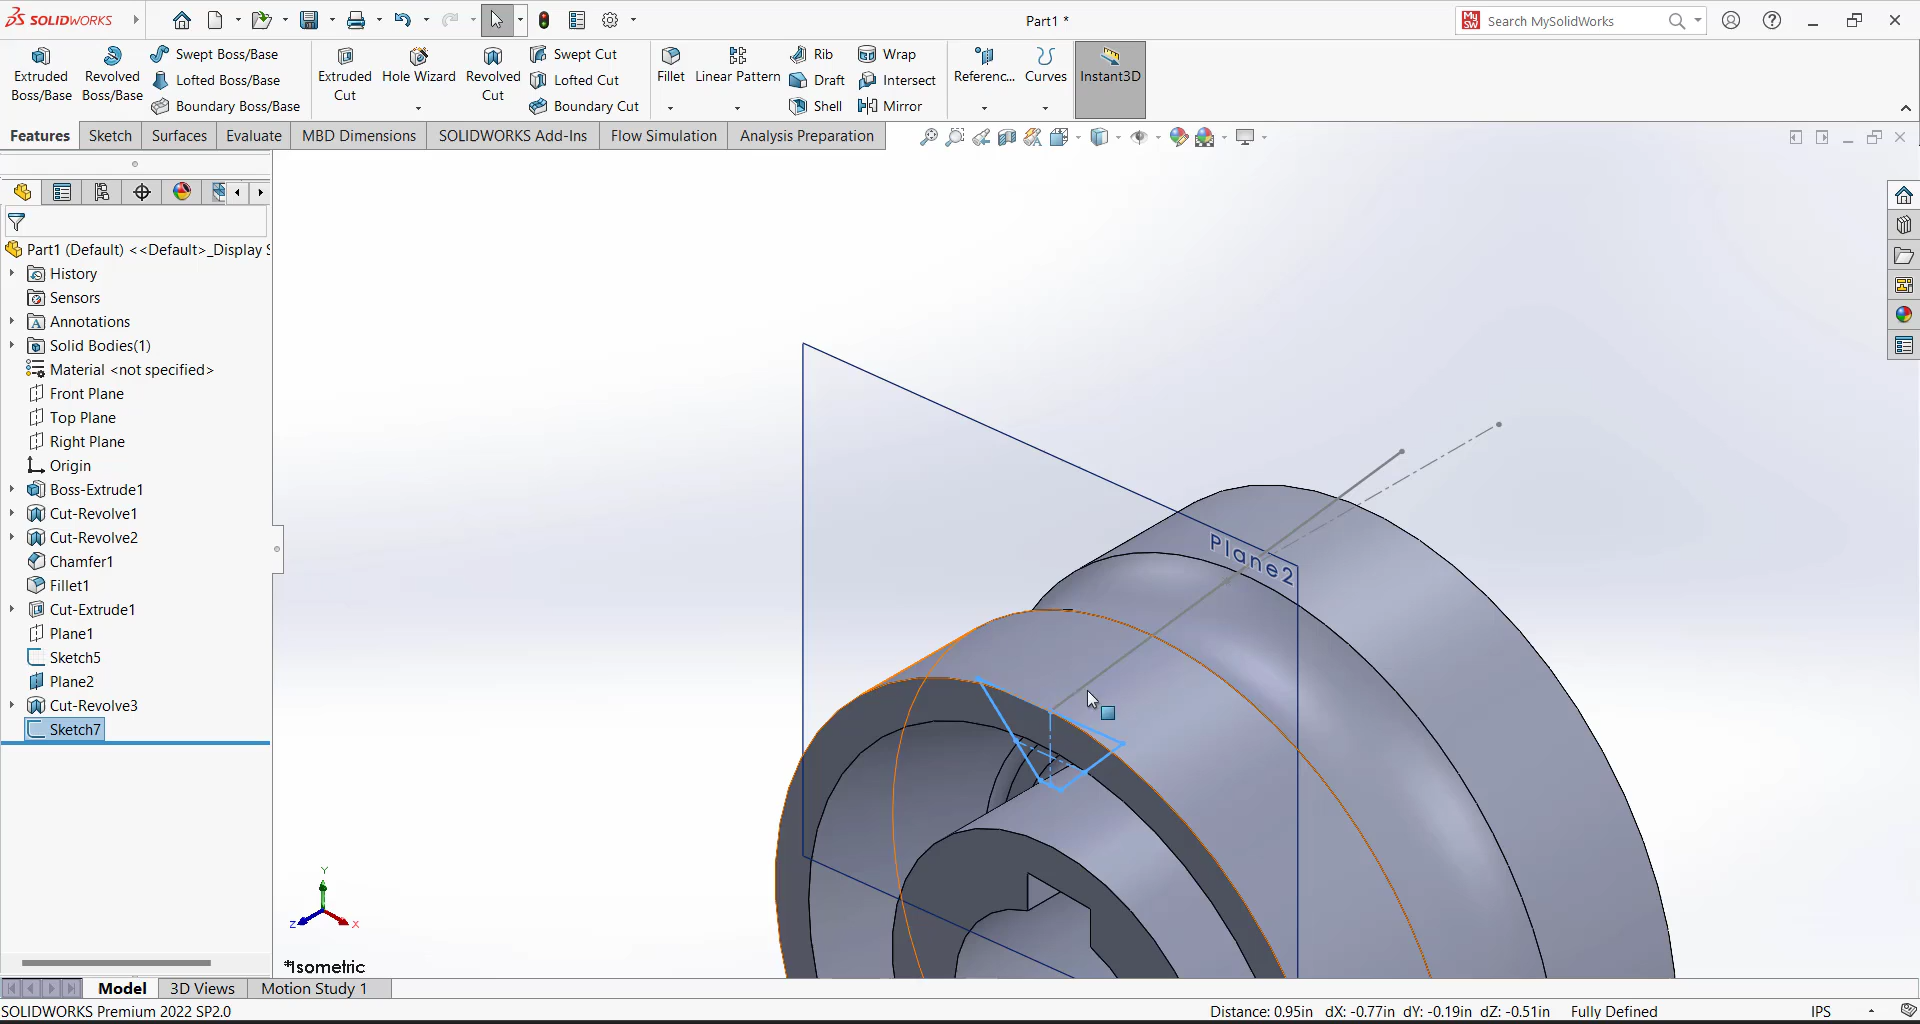 SOLIDWORKS
Part1 *
Search MySolidWorks
Extruded Boss/Base
Revolved Boss/Base
Swept Boss/Base
Lofted Boss/Base
Boundary Boss/Base
Extruded Cut
Hole Wizard
Revolved Cut
Swept Cut
Lofted Cut
Boundary Cut
Fillet
Linear Pattern
Rib
Draft
Shell
Wrap
Intersect
Mirror
Referenc...
Curves
Instant3D
Features
Sketch
Surfaces
Evaluate
MBD Dimensions
SOLIDWORKS Add-Ins
Flow Simulation
Analysis Preparation
Part1 (Default) <<Default>_Display S
History
Sensors
Annotations
Solid Bodies(1)
Material <not specified>
Front Plane
Top Plane
Right Plane
Origin
Boss-Extrude1
Cut-Revolve1
Cut-Revolve2
Chamfer1
Fillet1
Cut-Extrude1
Plane1
Sketch5
Plane2
Cut-Revolve3
Sketch7
Plane2
Y
Z
X
*Isometric
Model
3D Views
Motion Study 1
SOLIDWORKS Premium 2022 SP2.0
Distance: 0.95in dX: -0.77in dY: -0.19in dZ: -0.51in
Fully Defined
IPS